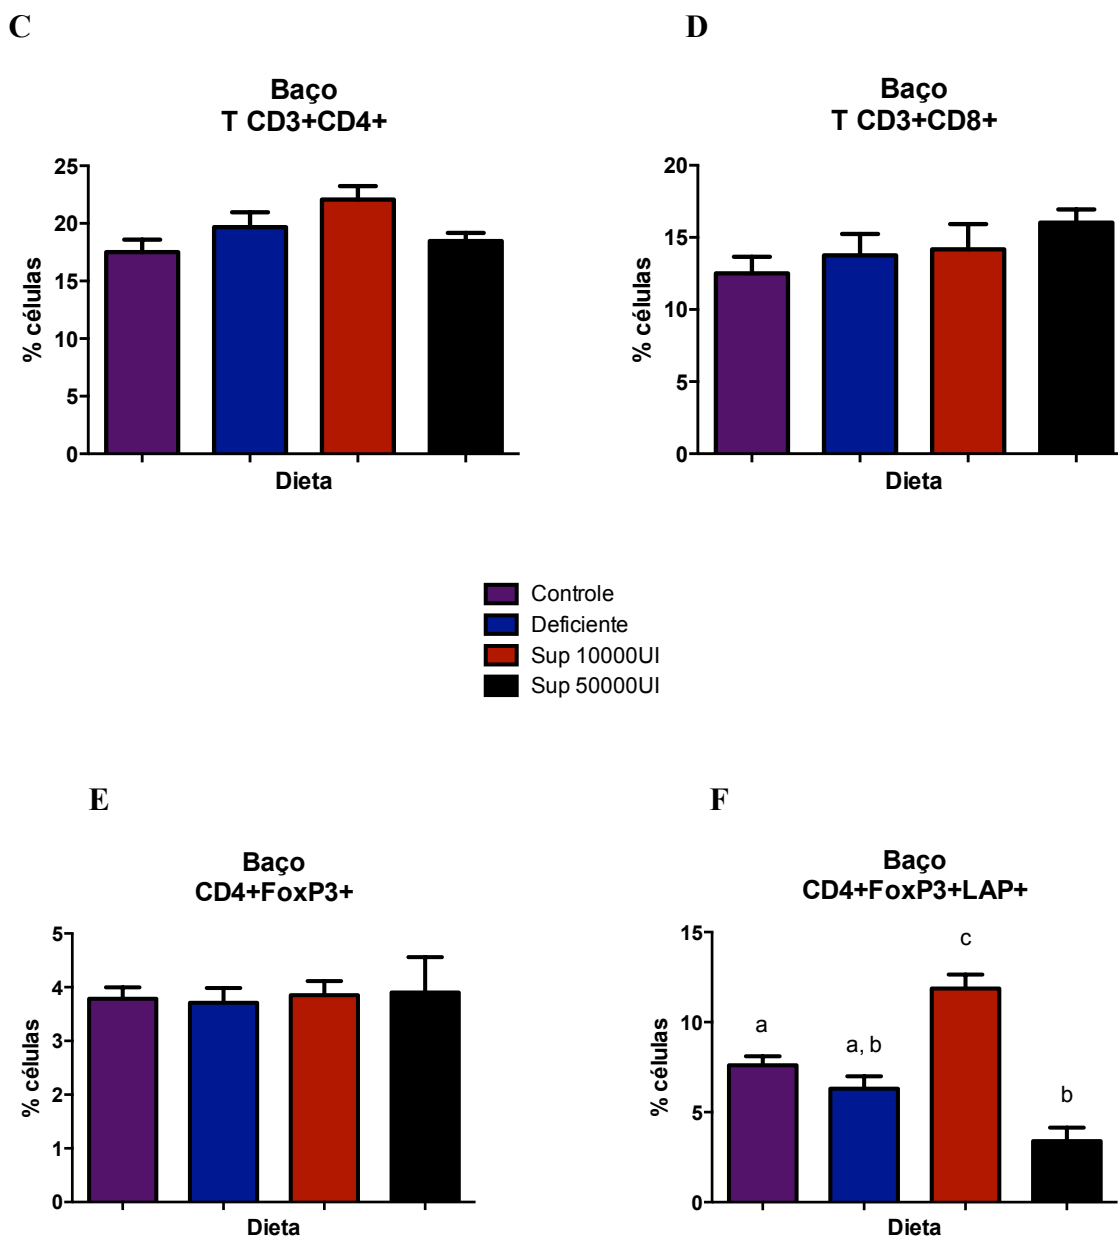 C
Baço
T CD3+CD4+
25
20
15
10
5
0
% células
Dieta
D
Baço
T CD3+CD8+
20
15
10
5
0
% células
Dieta
Controle
Deficiente
Sup 10000UI
Sup 50000UI
E
Baço
CD4+FoxP3+
5
4
3
2
1
0
% células
Dieta
F
Baço
CD4+FoxP3+LAP+
15
10
5
0
% células
a
a, b
c
b
Dieta